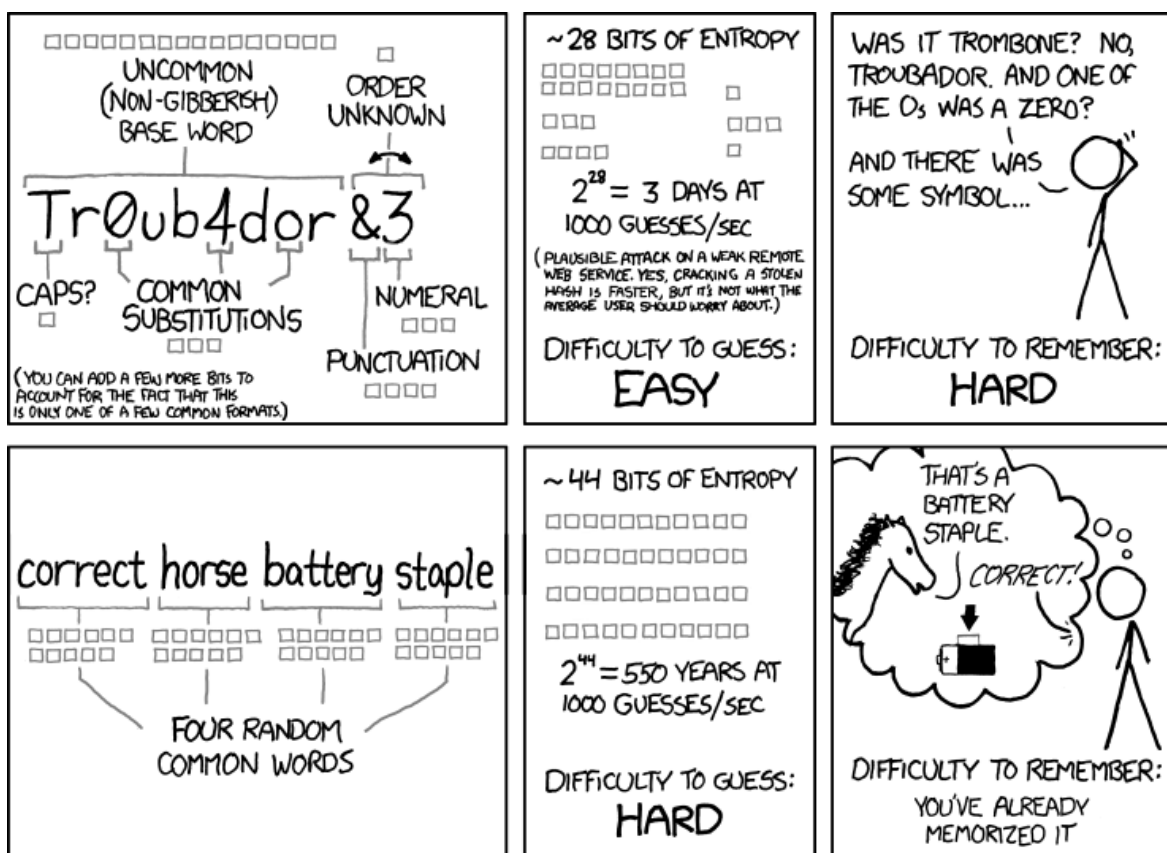 UNCOMMON
(NON-GIBBERISH)
BASE WORD
ORDER
UNKNOWN
Tr0ub4dor &3
CAPS?
COMMON
SUBSTITUTIONS
NUMERAL
PUNCTUATION
(YOU CAN ADD A FEW MORE BITS TO
ACCOUNT FOR THE FACT THAT THIS
IS ONLY ONE OF A FEW COMMON FORMATS.)
~28 BITS OF ENTROPY
2^28 = 3 DAYS AT
1000 GUESSES/SEC
(PLAUSIBLE ATTACK ON A WEAK REMOTE
WEB SERVICE. YES, CRACKING A STOLEN
HASH IS FASTER, BUT IT'S NOT WHAT THE
AVERAGE USER SHOULD WORRY ABOUT.)
DIFFICULTY TO GUESS:
EASY
WAS IT TROMBONE? NO,
TROUBADOR. AND ONE OF
THE Os WAS A ZERO?
AND THERE WAS
SOME SYMBOL...
DIFFICULTY TO REMEMBER:
HARD
correct horse battery staple
FOUR RANDOM
COMMON WORDS
~44 BITS OF ENTROPY
2^44 = 550 YEARS AT
1000 GUESSES/SEC
DIFFICULTY TO GUESS:
HARD
THAT'S A
BATTERY
STAPLE.
CORRECT!
+
DIFFICULTY TO REMEMBER:
YOU'VE ALREADY
MEMORIZED IT